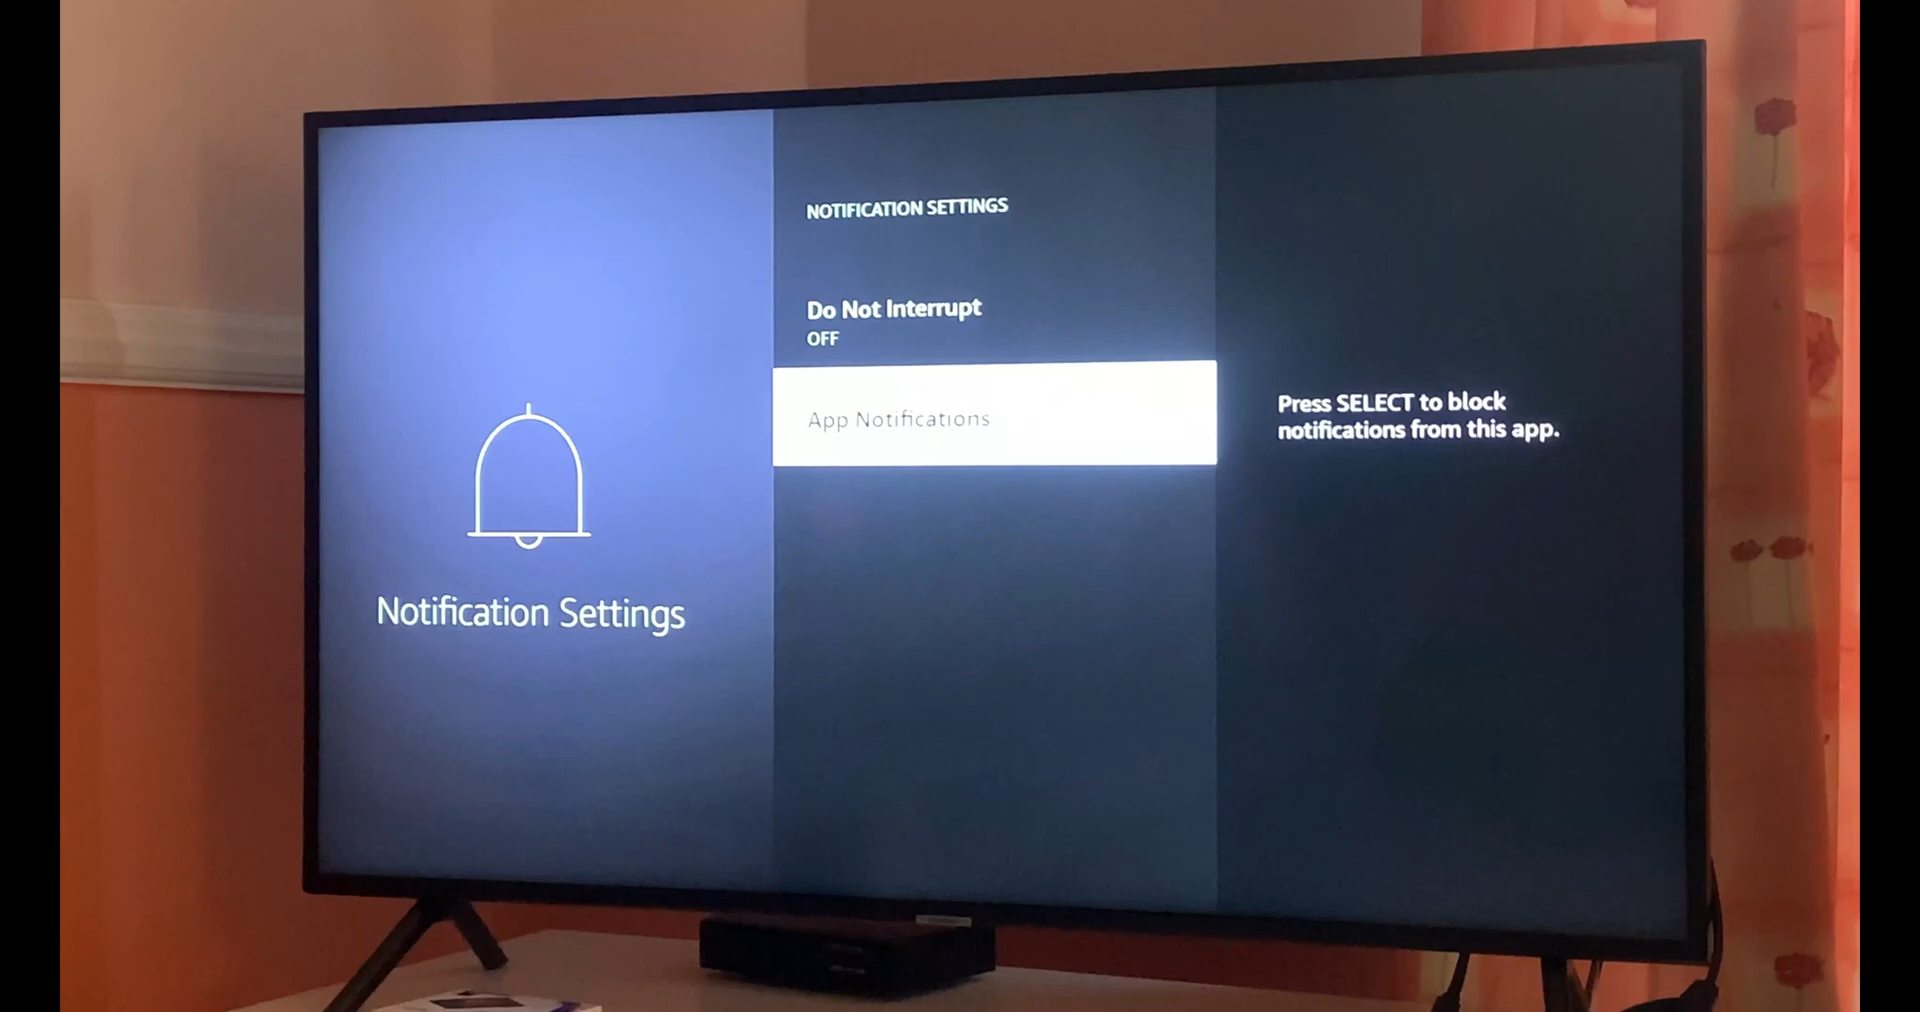 NOTIFICATION SETTINGS
Do Not Interrupt
OFF
App Notifications
Press SELECT to block
notifications from this app.
Notification Settings